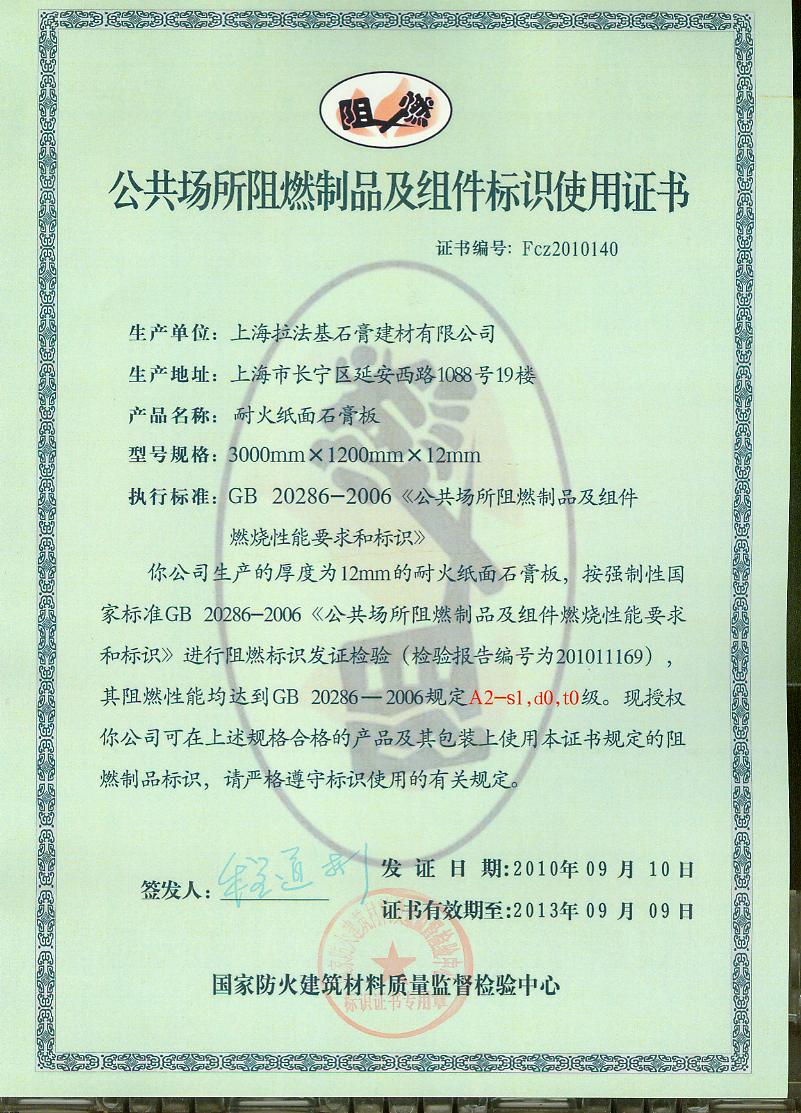 阻燃
公共场所阻燃制品及组件标识使用证书
证书编号：Fcz2010140
生产单位：上海拉法基石膏建材有限公司
生产地址：上海市长宁区延安西路1088号19楼
产品名称：耐火纸面石膏板
型号规格：3000mm×1200mm×12mm
执行标准：GB 20286-2006《公共场所阻燃制品及组件
燃烧性能要求和标识》
你公司生产的厚度为12mm的耐火纸面石膏板，按强制性国
家标准GB 20286-2006《公共场所阻燃制品及组件燃烧性能要求
和标识》进行阻燃标识发证检验（检验报告编号为201011169），
其阻燃性能均达到GB 20286—2006规定A2-s1,d0,t0级。现授权
你公司可在上述规格合格的产品及其包装上使用本证书规定的阻
燃制品标识，请严格遵守标识使用的有关规定。
发证日期:2010年09月10日
签发人：
证书有效期至:2013年09月09日
国家防火建筑材料质量监督检验中心
标识证书专用章